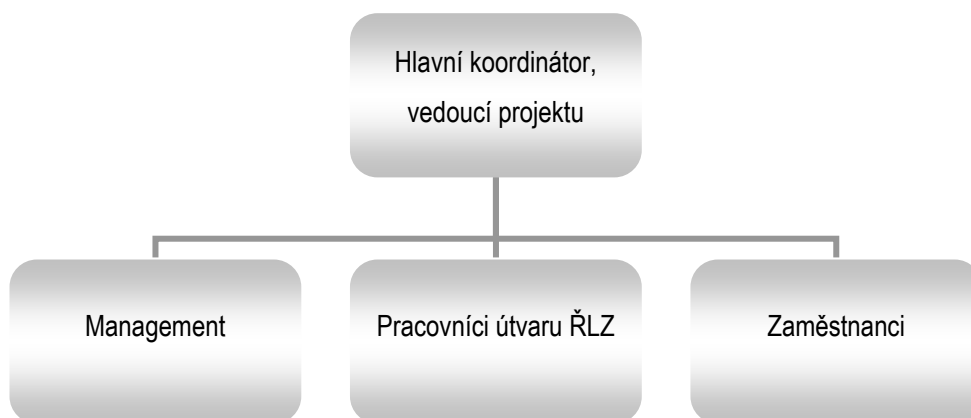 Hlavní koordinátor,
vedoucí projektu
Management
Pracovníci útvaru ŘLZ
Zaměstnanci